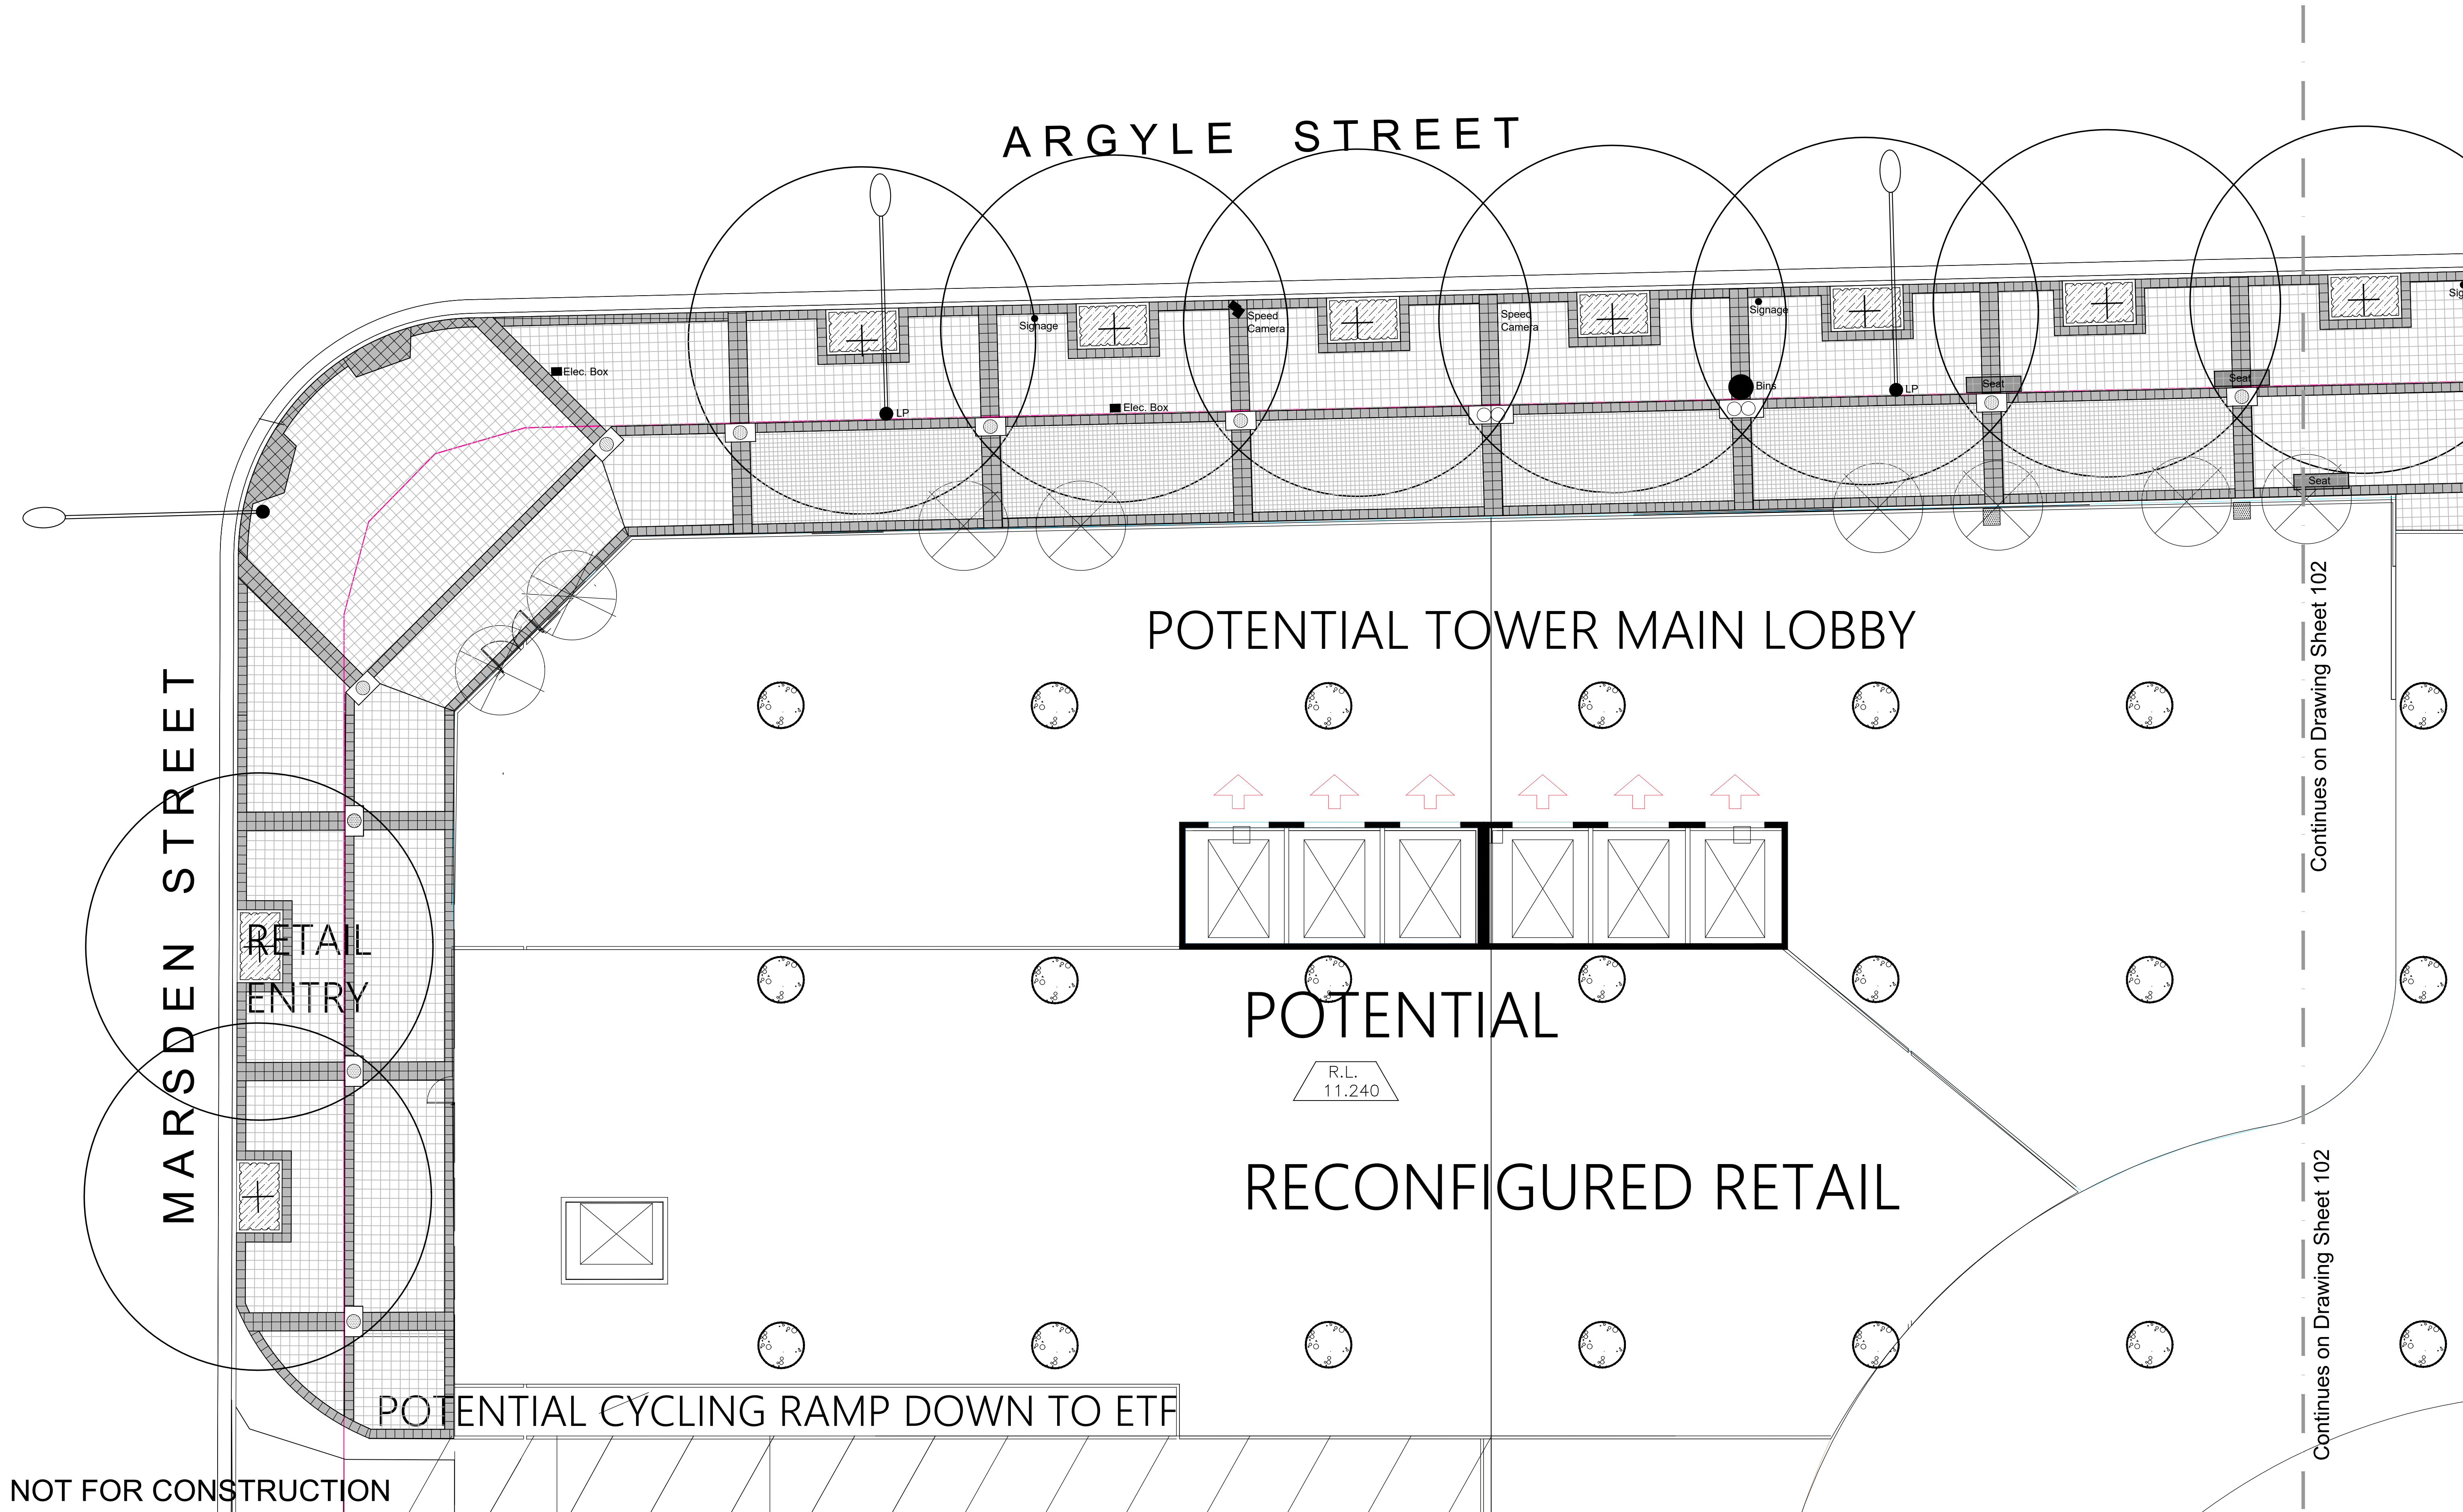 ARGYLE STREET
Signage
Speed
Camera
Speed
Camera
Signage
Sig
Elec. Box
Elec. Box
LP
Bins
LP
Seat
Seat
Seat
POTENTIAL TOWER MAIN LOBBY
Continues on Drawing Sheet 102
MARSDEN STREET
RETAIL
ENTRY
POTENTIAL
R.L.
11.240
RECONFIGURED RETAIL
Continues on Drawing Sheet 102
POTENTIAL CYCLING RAMP DOWN TO ETF
NOT FOR CONSTRUCTION